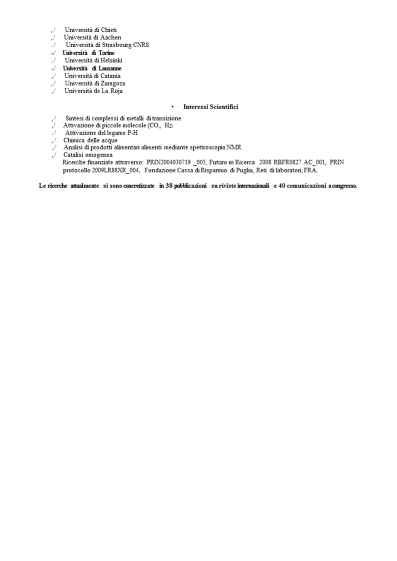 ✓ Università di Chieti
✓ Università di Aachen
✓ Università di Strasbourg CNRS
✓ Università di Torino
✓ Università di Helsinki
✓ Università di Lausanne
✓ Università di Catania
✓ Università di Zaragoza
✓ Università de La Roja
• Interessi Scientifici
✓ Sintesi di complessi di metalli di transizione
✓ Attivazione di piccole molecole (CO₂, H₂)
✓ Attivazione del legame P-H
✓ Chimica delle acque
✓ Analisi di prodotti alimentari alimenti mediante spettroscopia NMR
✓ Catalisi omogenea
Ricerche finanziate attraverso: PRIN2004030719 _005, Futuro in Ricerca 2008 RBFR0827 AC_001, PRIN
protocollo 2009LR88XR_004, Fondazione Cassa di Risparmio di Puglia, Reti di laboratori, FRA.
Le ricerche attualmente si sono concretizzate in 38 pubblicazioni su riviste internazionali e 40 comunicazioni a congresso.